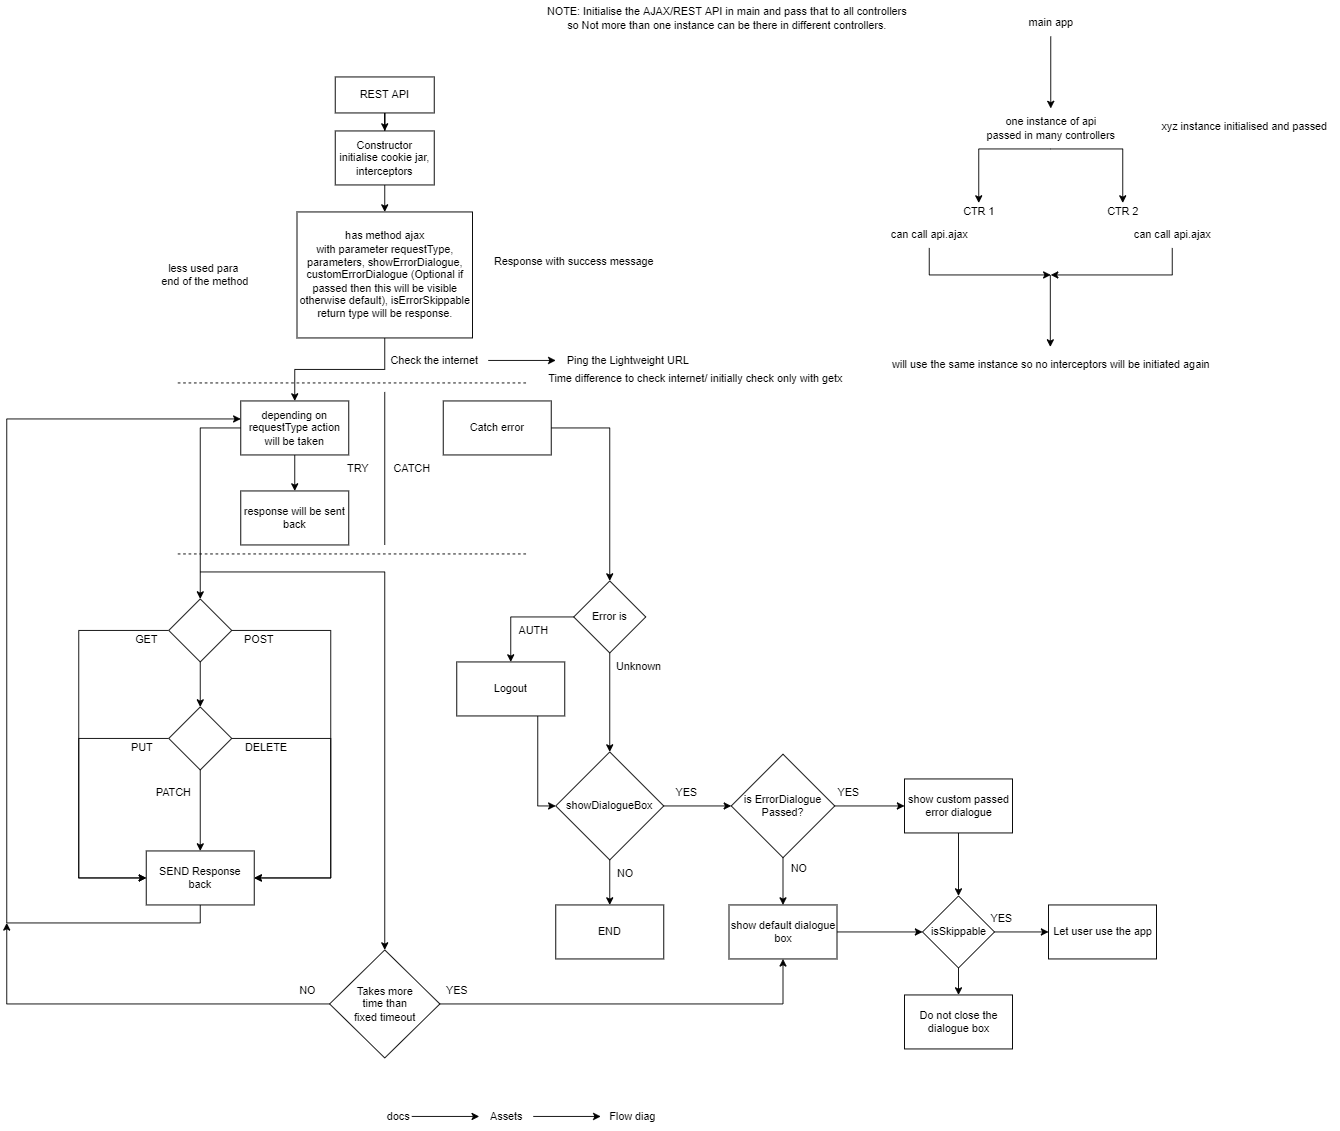 NOTE: Initialise the AJAX/REST API in main and pass that to all controllers
so Not more than one instance can be there in different controllers.
main app
one instance of api
passed in many controllers
xyz instance initialised and passed
CTR 1
CTR 2
can call api.ajax
can call api.ajax
will use the same instance so no interceptors will be initiated again
REST API
Constructor
initialise cookie jar,
interceptors
has method ajax
with parameter requestType,
parameters, showErrorDialogue,
customErrorDialogue (Optional if
passed then this will be visible
otherwise default), isErrorSkippable
return type will be response.
less used para
end of the method
Response with success message
Check the internet
Ping the Lightweight URL
Time difference to check internet/ initially check only with getx
depending on
requestType action
will be taken
TRY
CATCH
Catch error
response will be sent
back
GET
POST
PUT
DELETE
PATCH
SEND Response
back
Error is
AUTH
Unknown
Logout
showDialogueBox
YES
NO
END
is ErrorDialogue
Passed?
YES
NO
show custom passed
error dialogue
show default dialogue
box
isSkippable
YES
Let user use the app
Do not close the
dialogue box
Takes more
time than
fixed timeout
NO
YES
docs
Assets
Flow diag